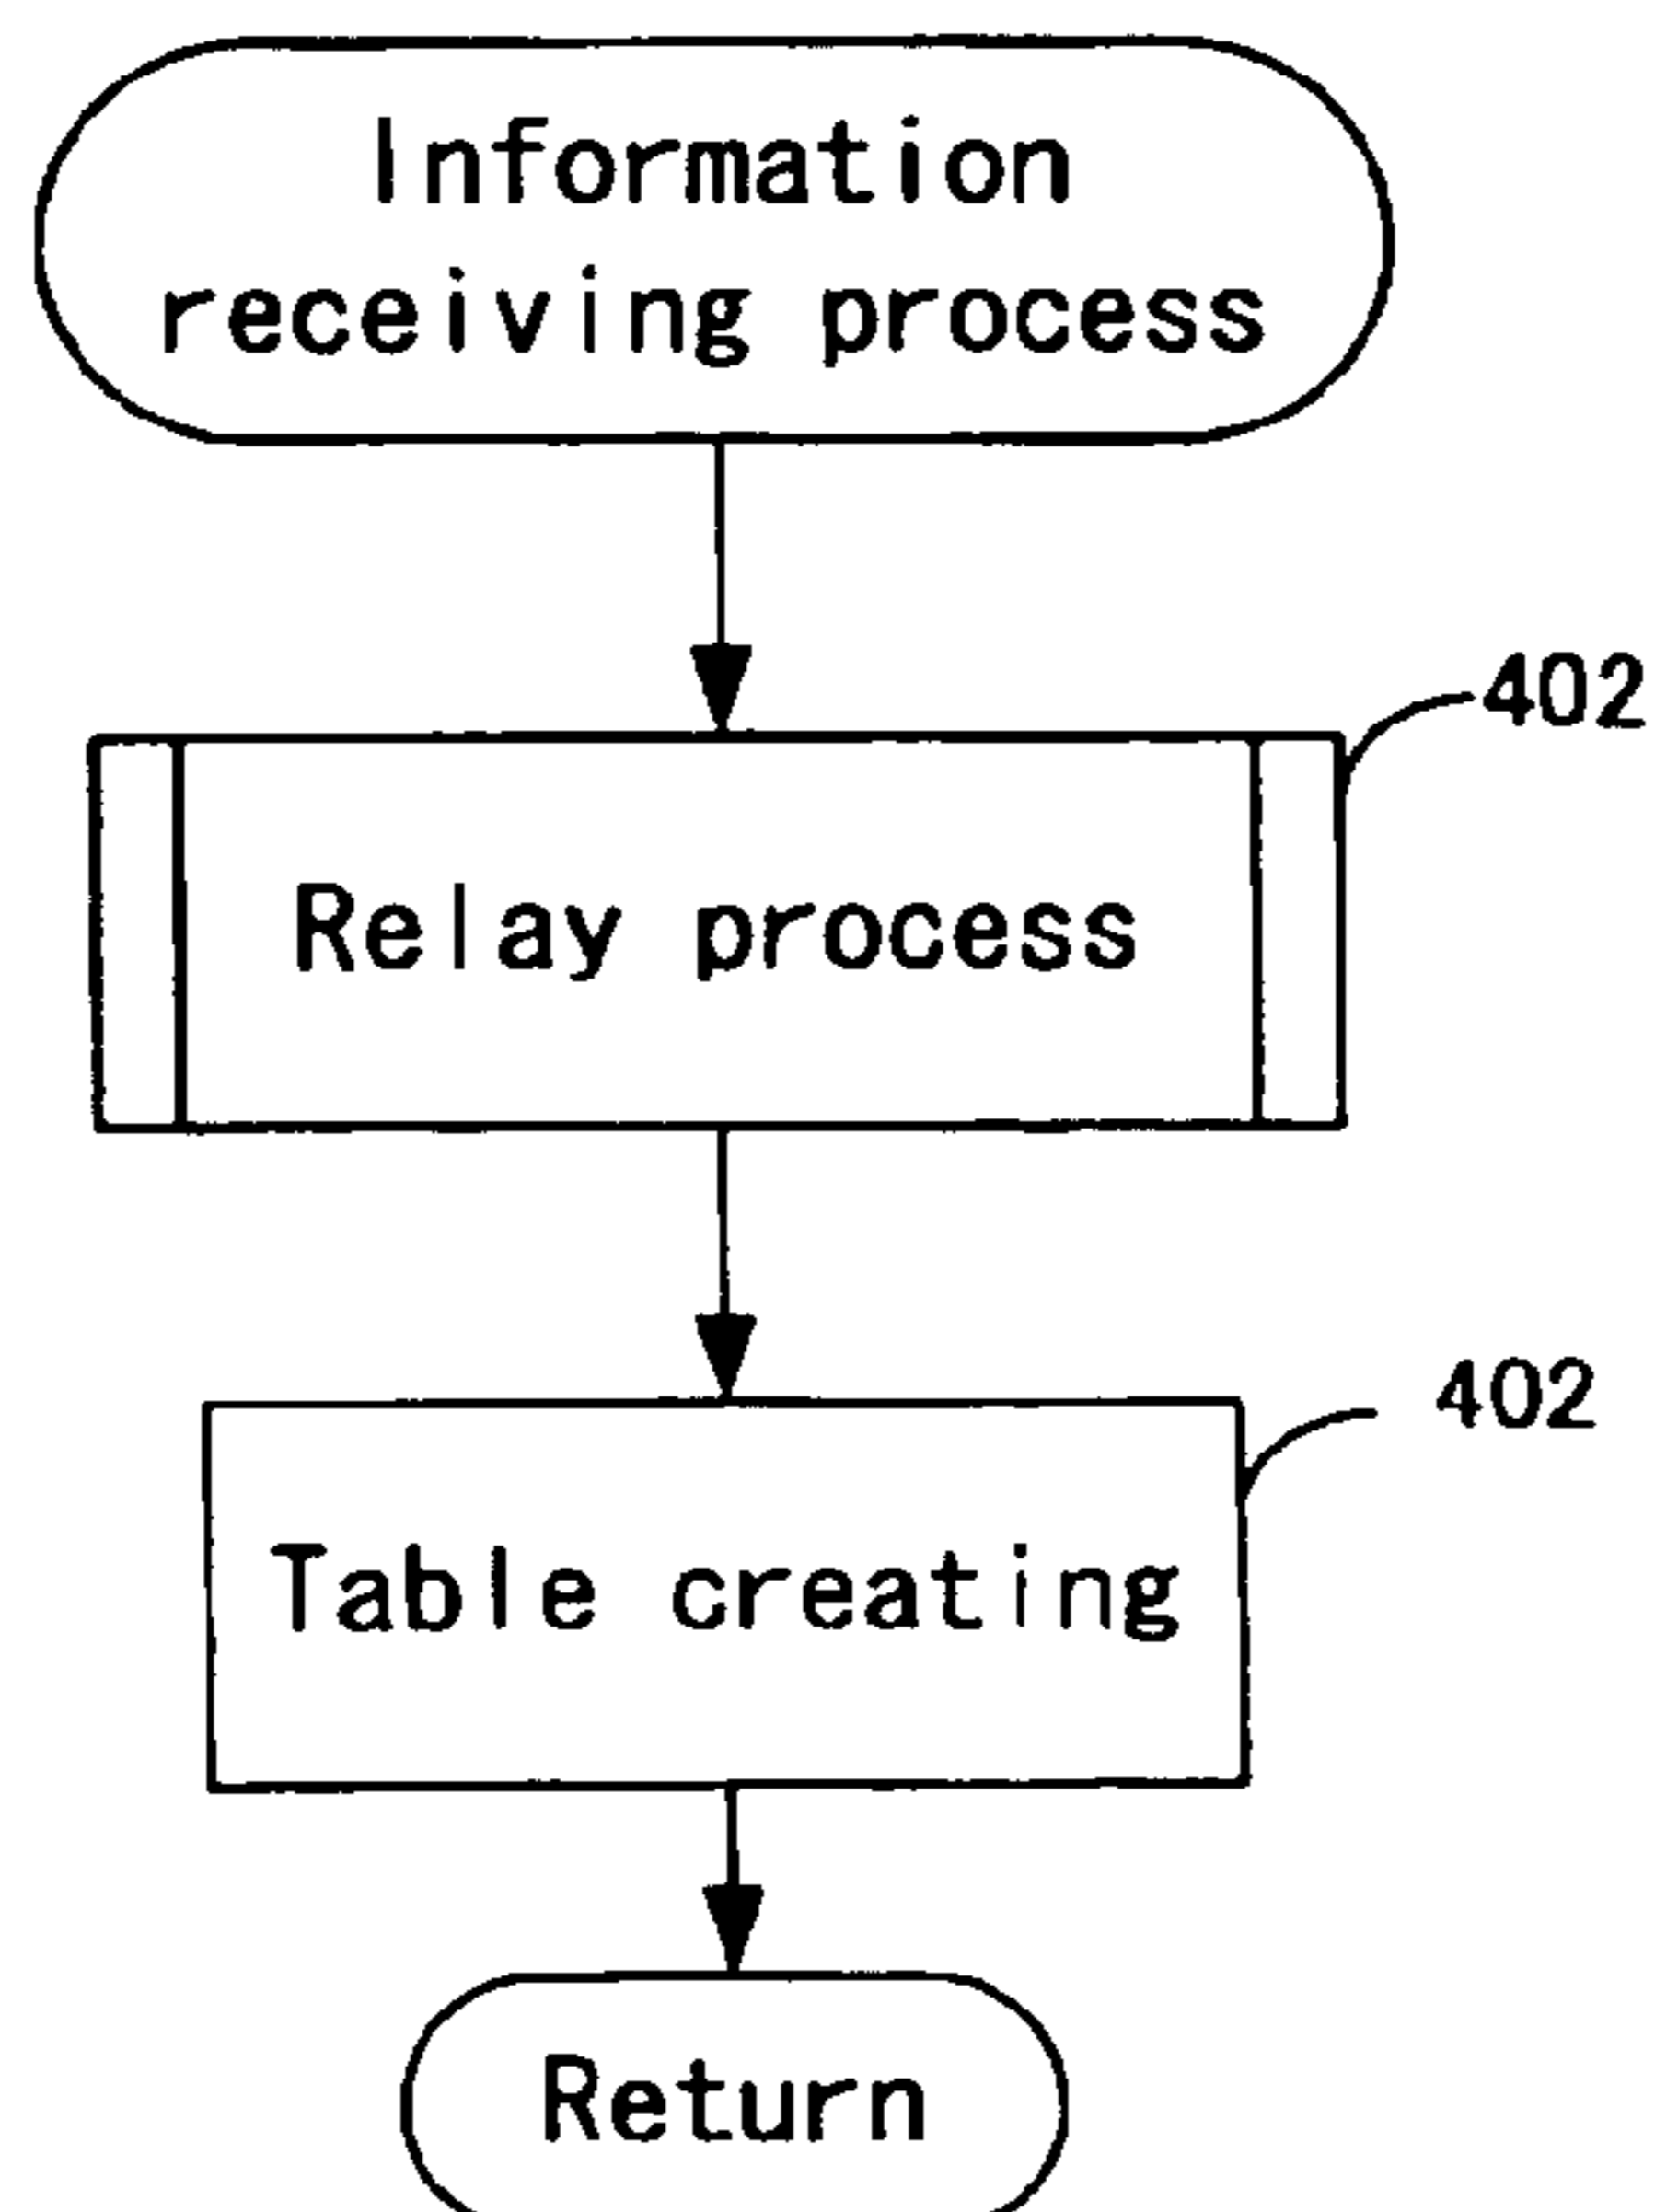 Information
receiving process
402
Relay process
402
Table creating
Return